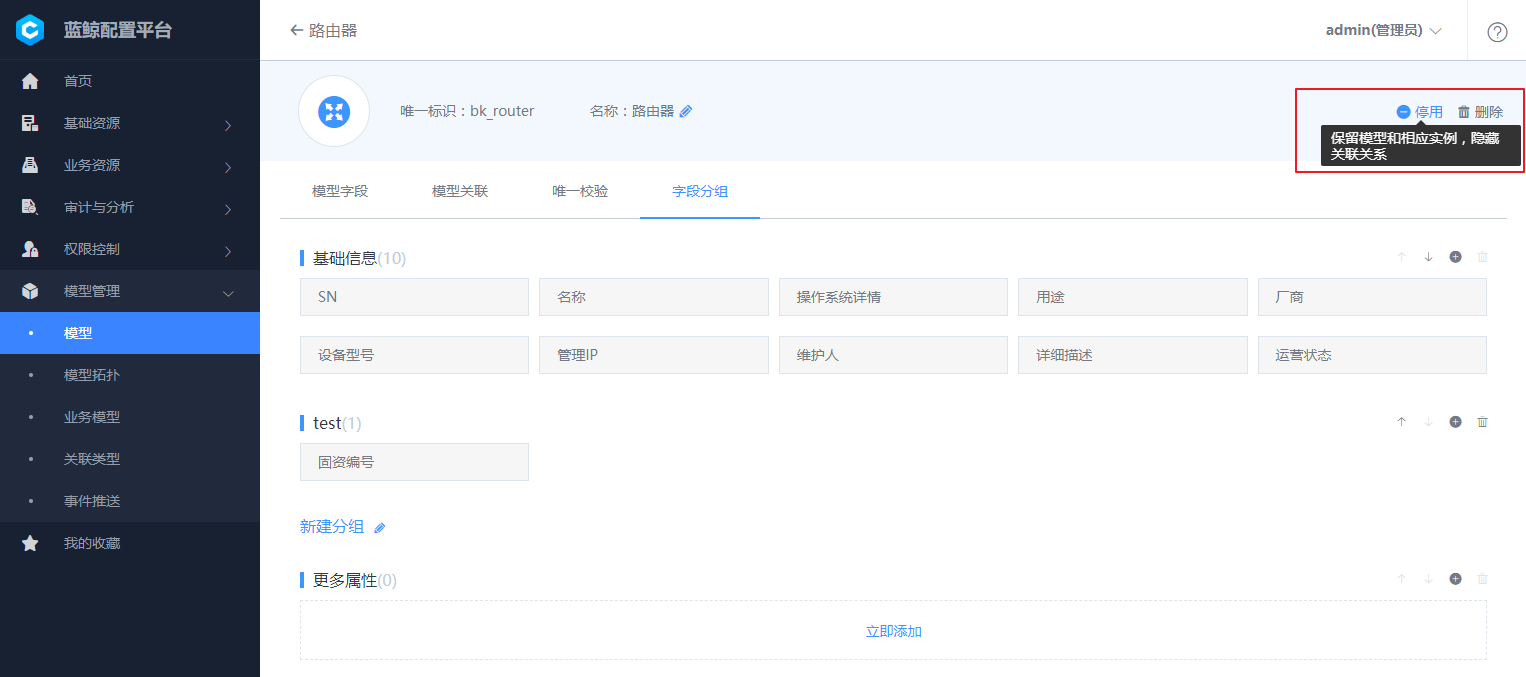 蓝鲸配置平台
首页
基础资源
业务资源
审计与分析
权限控制
模型管理
模型
模型拓扑
业务模型
关联类型
事件推送
我的收藏
路由器
admin(管理员)
唯一标识：bk_router
名称：路由器
停用
删除
保留模型和相应实例，隐藏
关联关系
模型字段
模型关联
唯一校验
字段分组
基础信息(10)
SN
名称
操作系统详情
用途
厂商
设备型号
管理IP
维护人
详细描述
运营状态
test(1)
固资编号
新建分组
更多属性(0)
立即添加